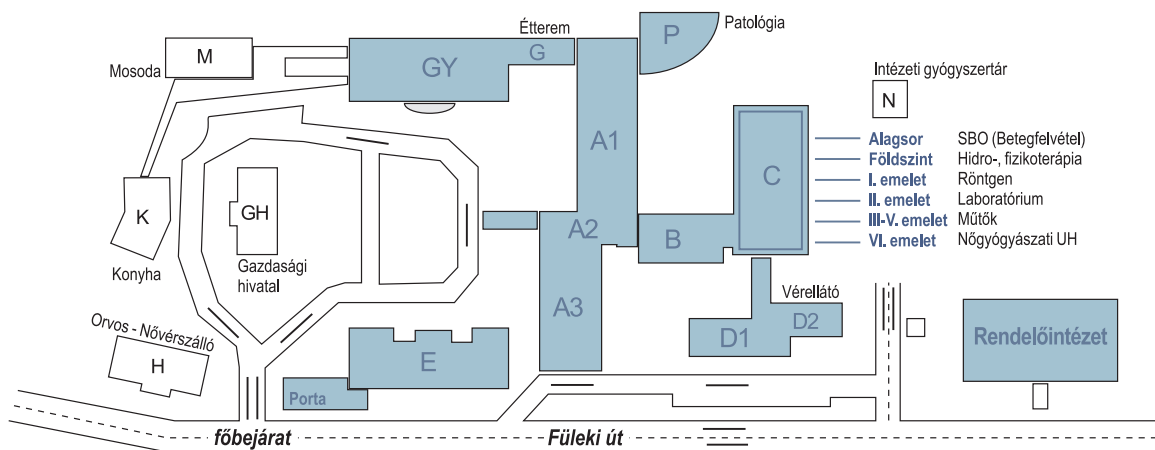 Étterem
P
Patológia
M
G
GY
Mosoda
Intézeti gyógyszertár
N
A1
Alagsor SBO (Betegfelvétel)
Földszint Hidro-, fizikoterápia
I. emelet Röntgen
II. emelet Laboratórium
III-V. emelet Műtők
VI. emelet Nőgyógyászati UH
C
K
GH
A2
B
Konyha
Gazdasági
hivatal
A3
Vérellátó
D2
D1
Orvos - Nővérszálló
H
E
Rendelőintézet
Porta
főbejárat
Füleki út